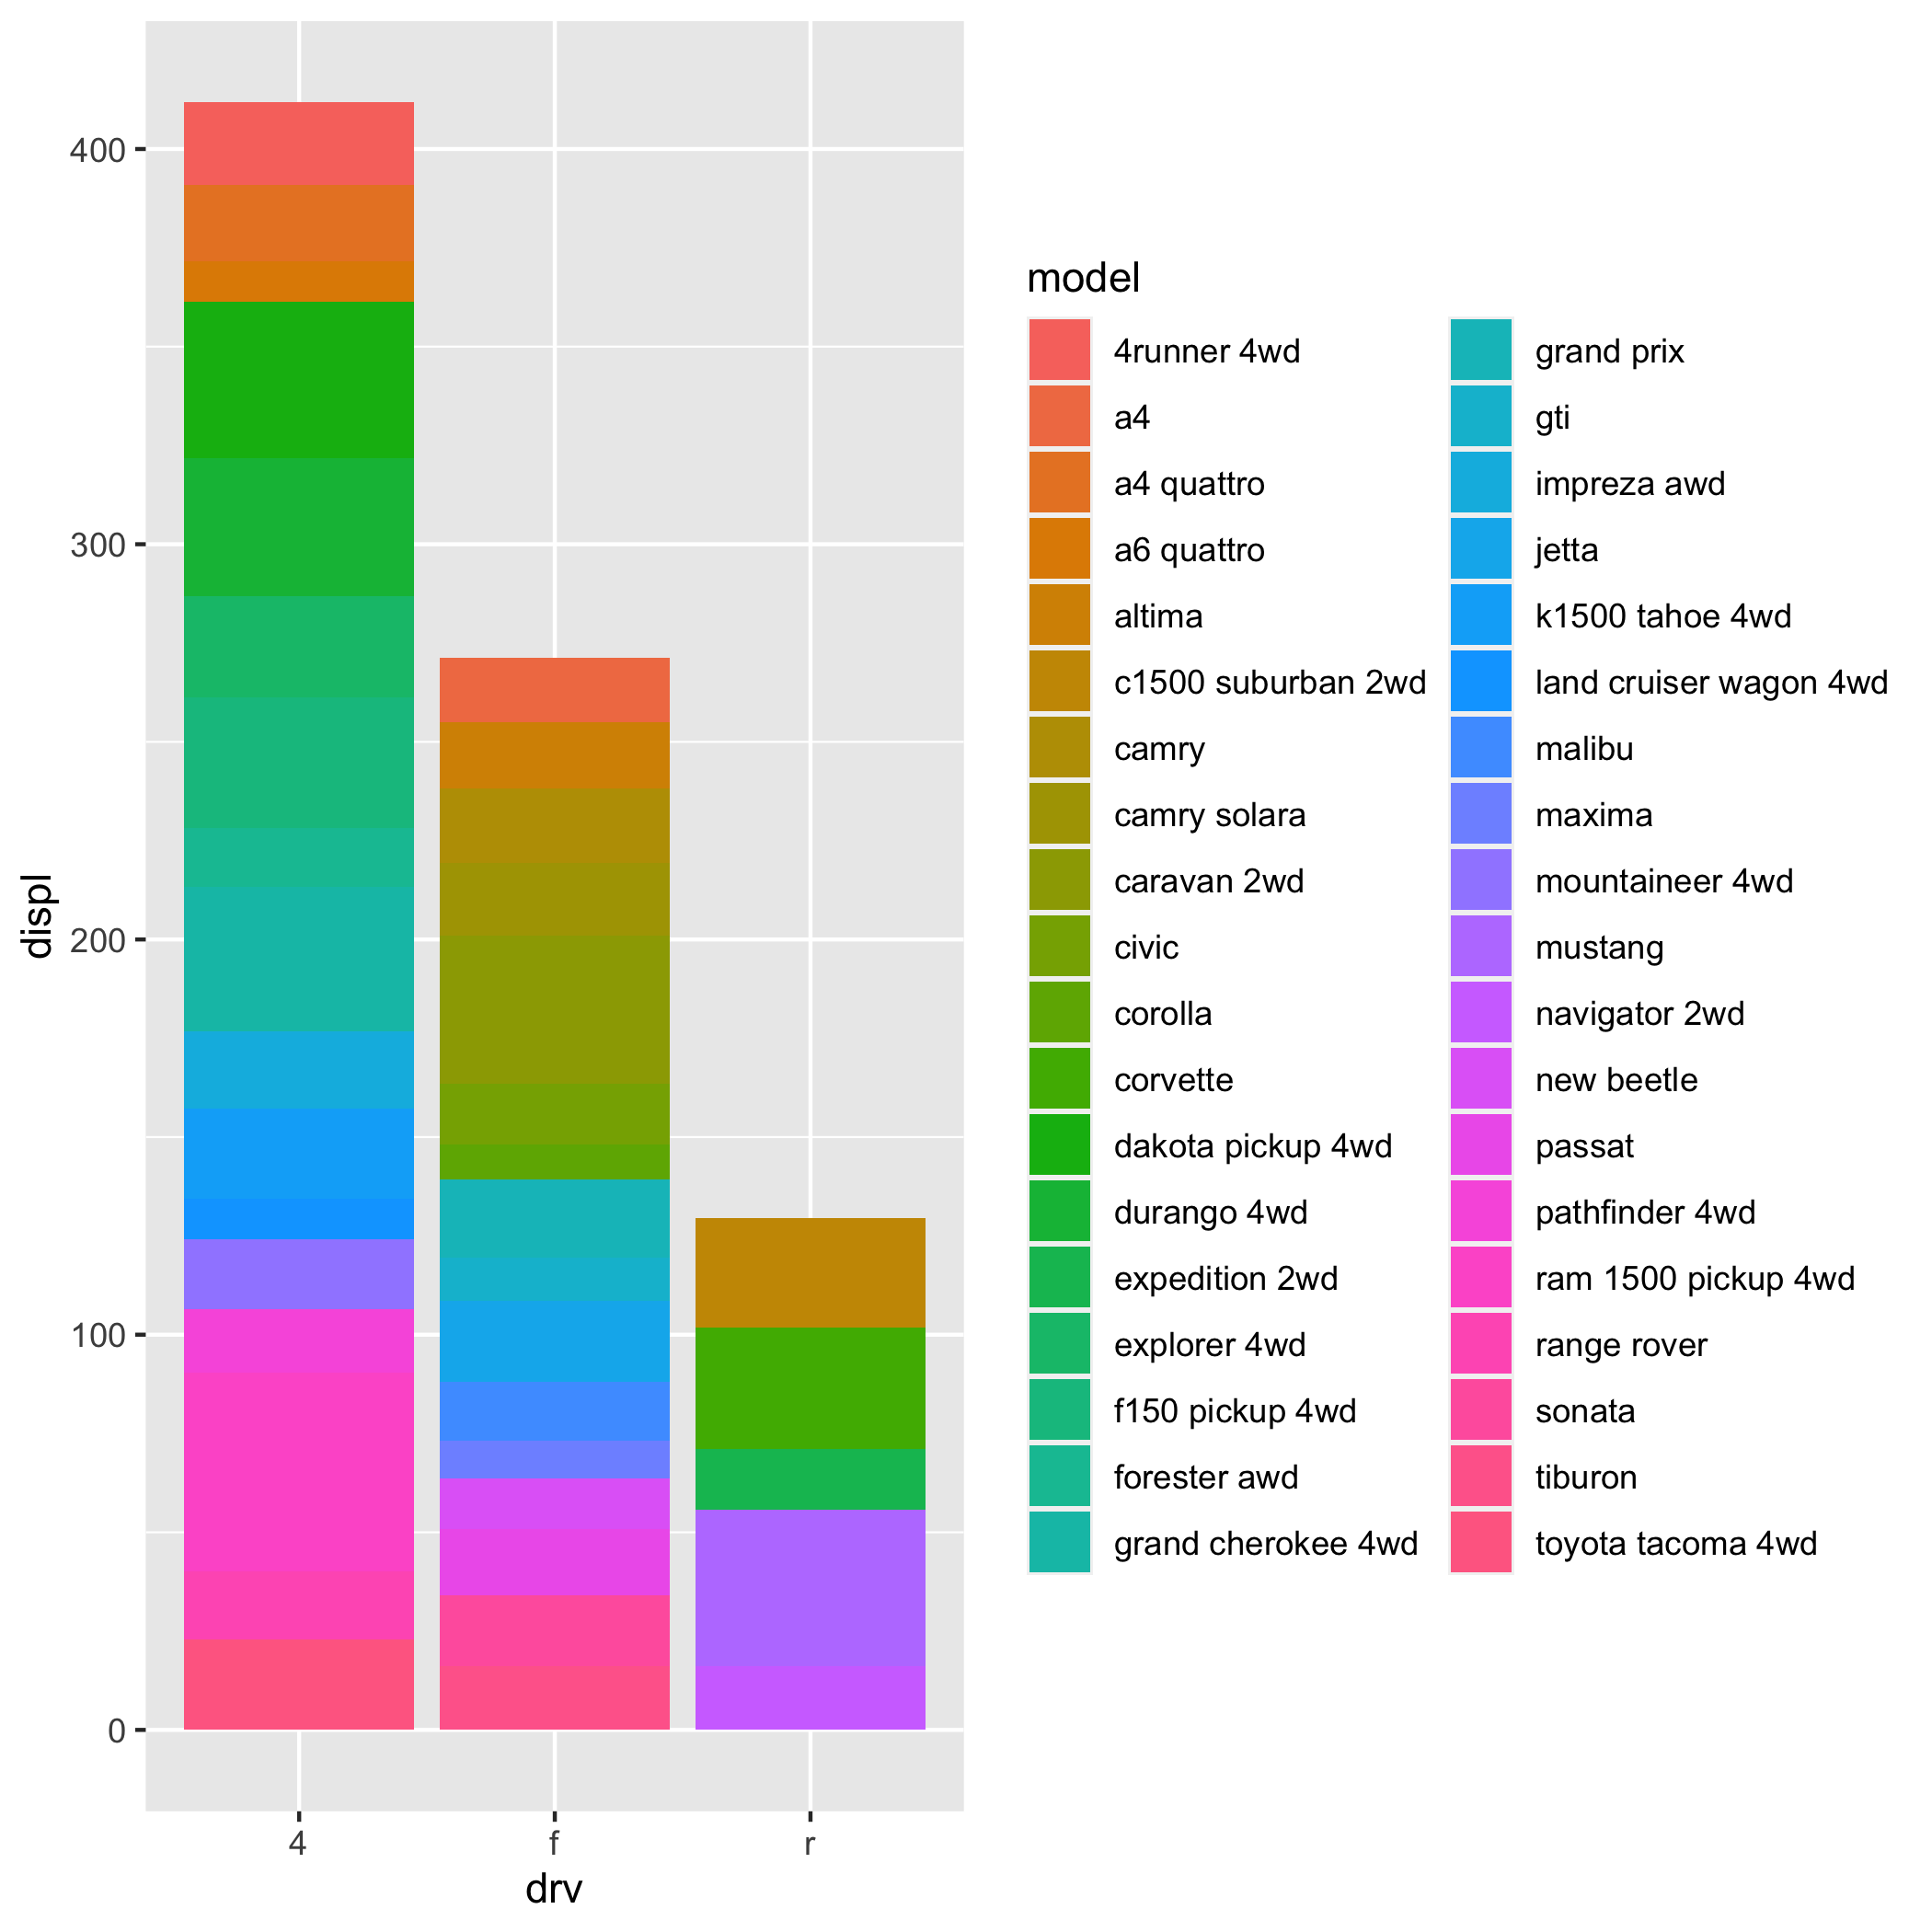 400
300
200
100
0
displ
4
f
r
drv
model
4runner 4wd
a4
a4 quattro
a6 quattro
altima
c1500 suburban 2wd
camry
camry solara
caravan 2wd
civic
corolla
corvette
dakota pickup 4wd
durango 4wd
expedition 2wd
explorer 4wd
f150 pickup 4wd
forester awd
grand cherokee 4wd
grand prix
gti
impreza awd
jetta
k1500 tahoe 4wd
land cruiser wagon 4wd
malibu
maxima
mountaineer 4wd
mustang
navigator 2wd
new beetle
passat
pathfinder 4wd
ram 1500 pickup 4wd
range rover
sonata
tiburon
toyota tacoma 4wd